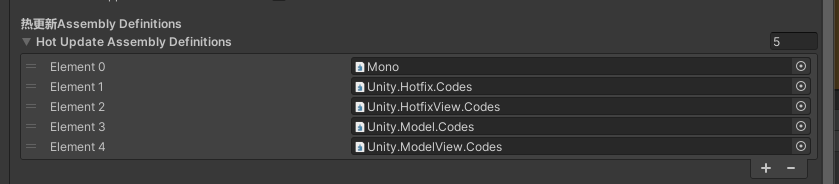 热更新Assembly Definitions
Hot Update Assembly Definitions 5
Element 0 Mono
Element 1 Unity.Hotfix.Codes
Element 2 Unity.HotfixView.Codes
Element 3 Unity.Model.Codes
Element 4 Unity.ModelView.Codes
+ −